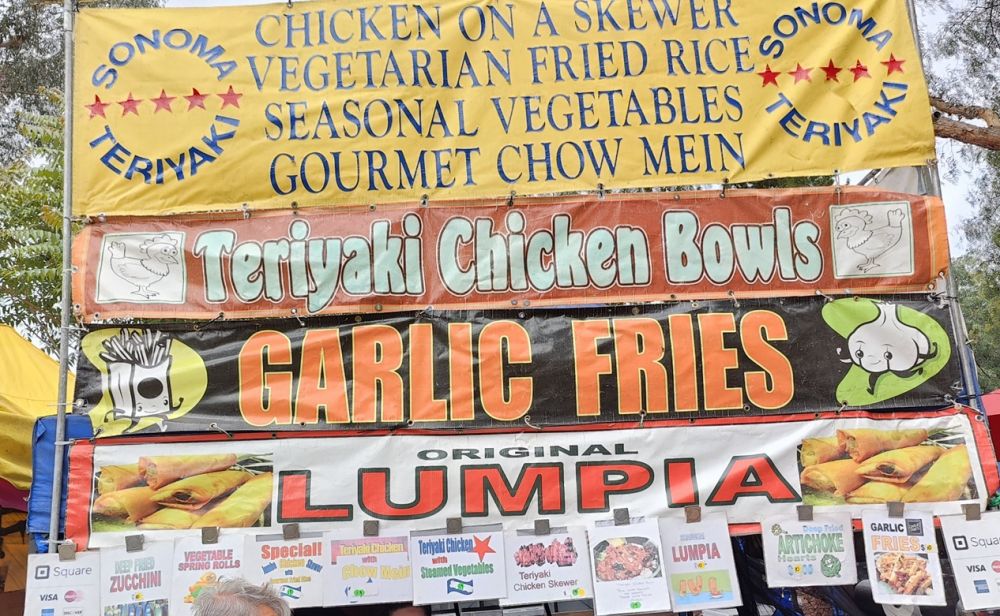 CHICKEN ON A SKEWER
VEGETARIAN FRIED RICE
SEASONAL VEGETABLES
GOURMET CHOW MEIN
SONOMA
TERIYAKI
SONOMA
TERIYAKI
Teriyaki Chicken Bowls
GARLIC FRIES
ORIGINAL
LUMPIA
Square
VISA
DEEP FRIED
ZUCCHINI
VEGETABLE
SPRING ROLLS
Special!
Teriyaki Chicken
with
Chow Mein
Teriyaki Chicken
with
Steamed Vegetables
Teriyaki
Chicken Skewer
LUMPIA
Deep Fried
ARTICHOKE
HEARTS
GARLIC
FRIES
Square
VISA